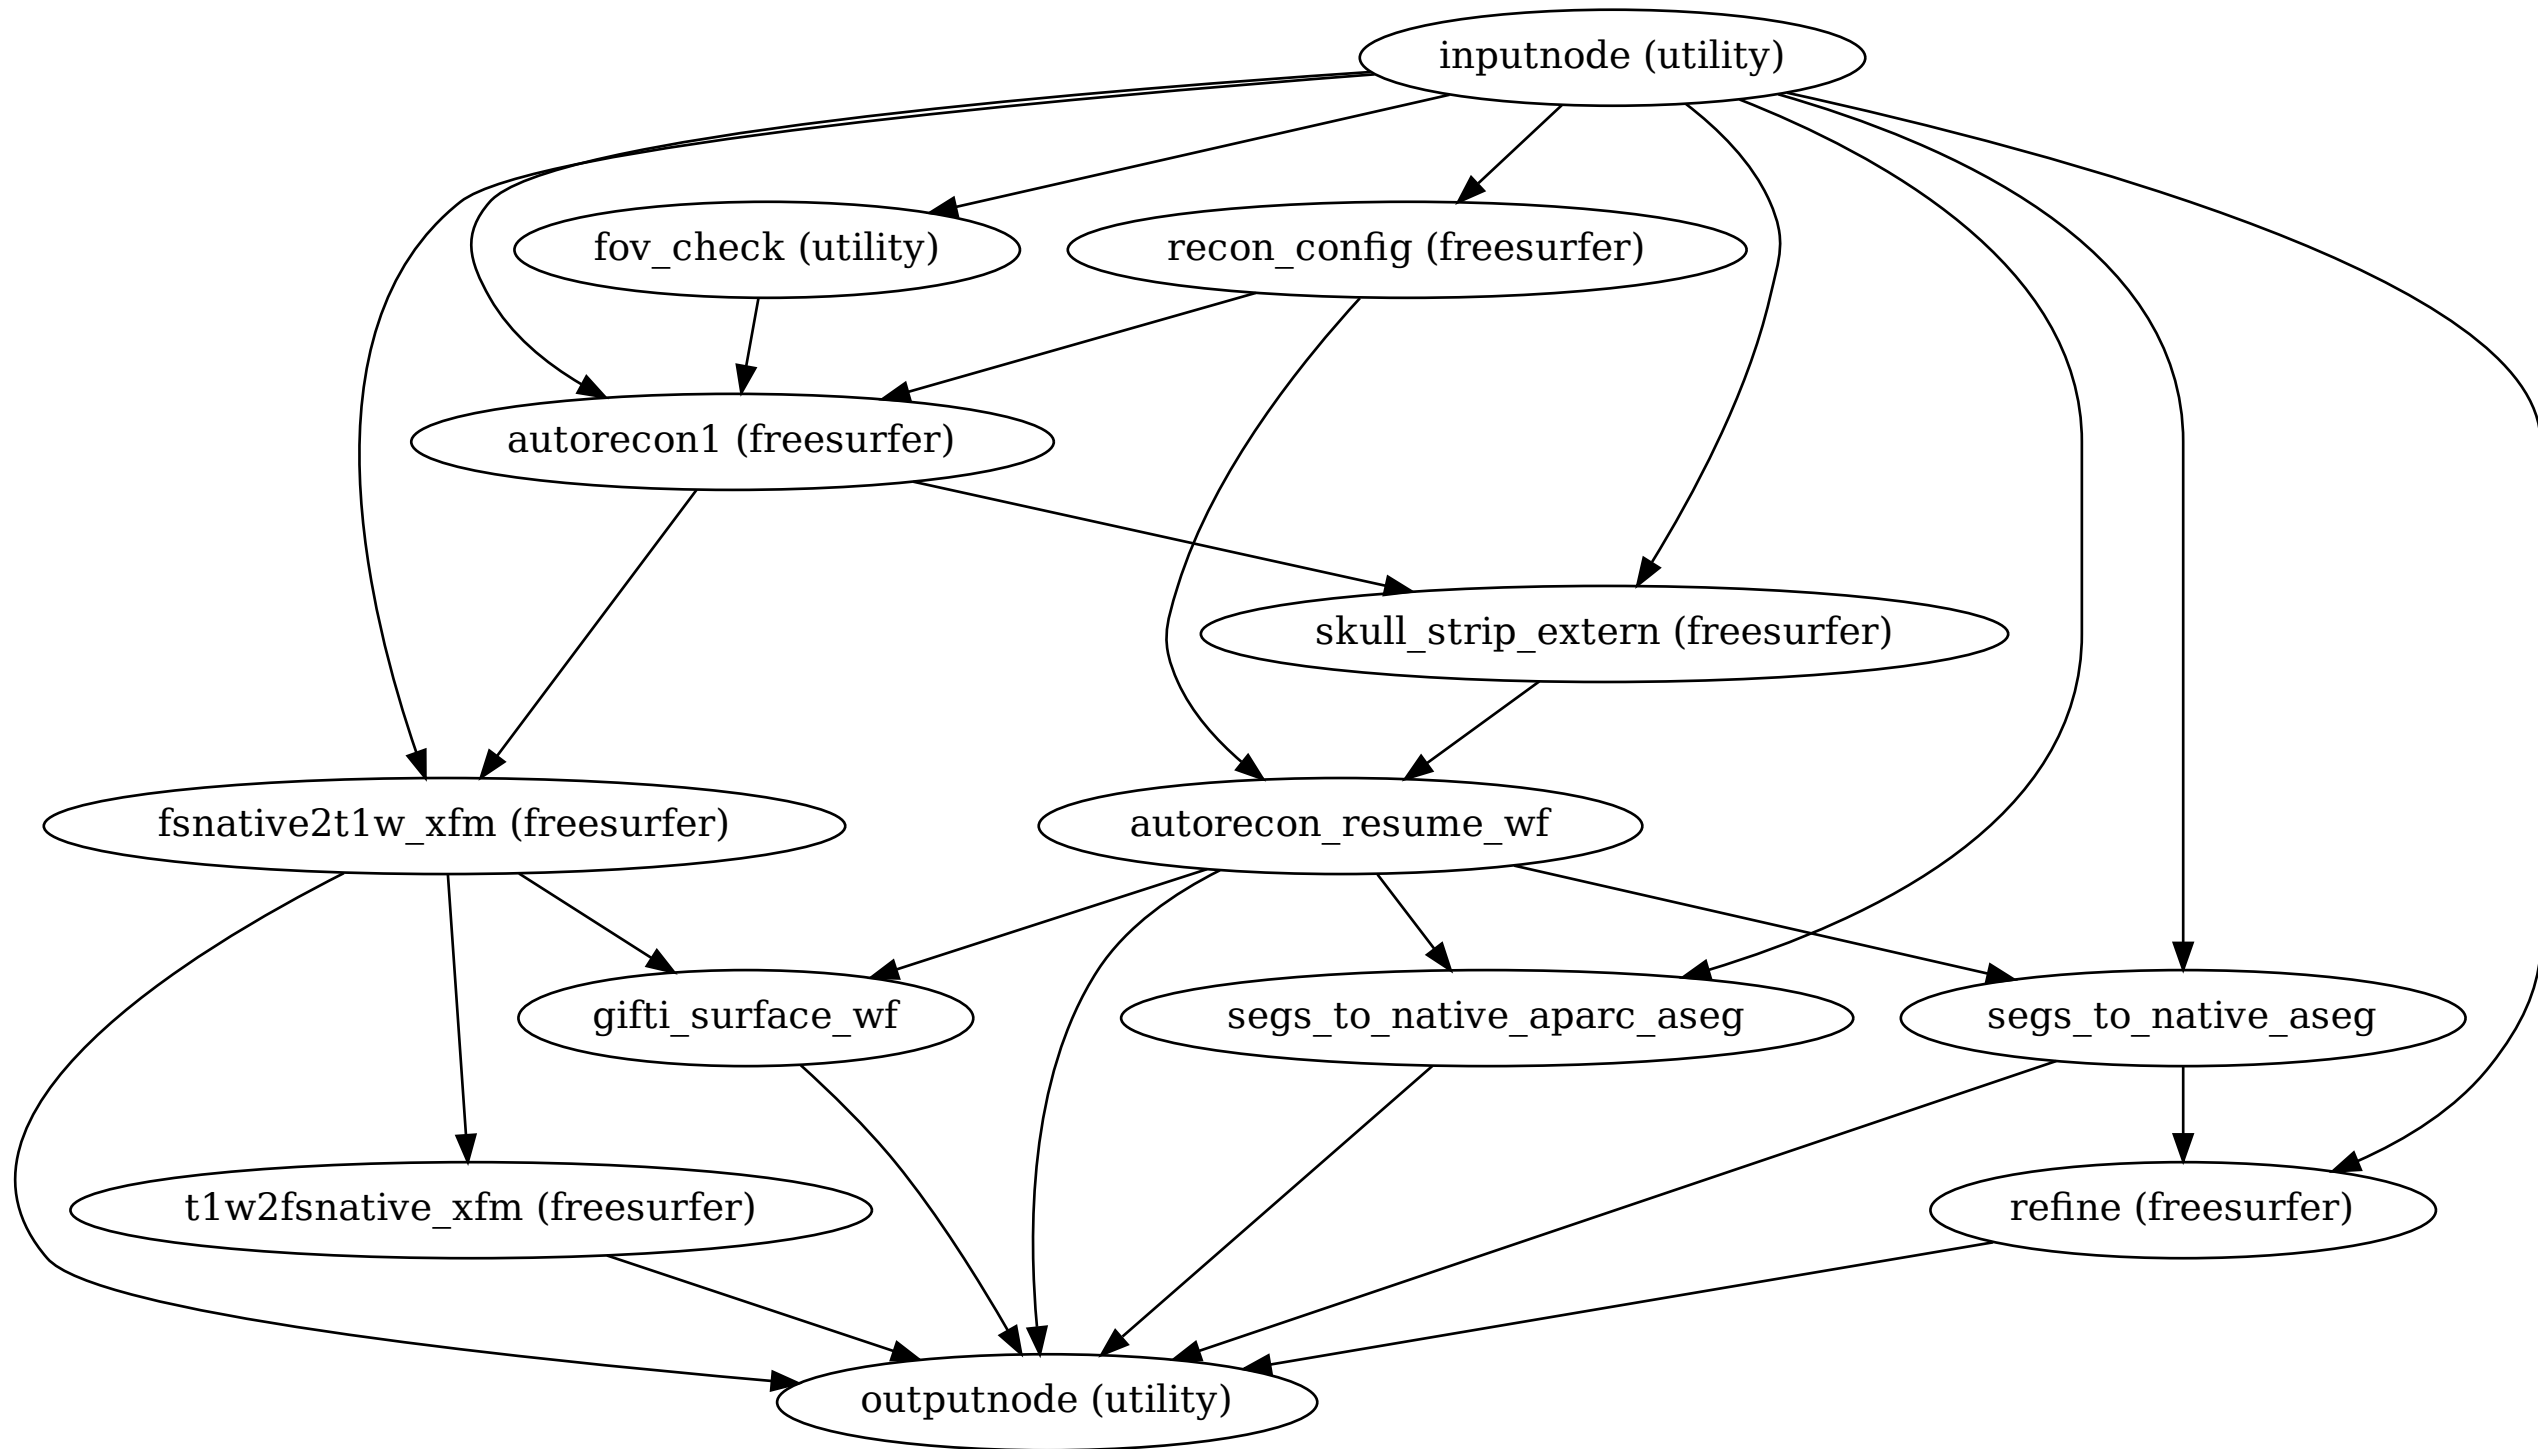 inputnode (utility)
fov_check (utility)
recon_config (freesurfer)
autorecon1 (freesurfer)
skull_strip_extern (freesurfer)
fsnative2t1w_xfm (freesurfer)
autorecon_resume_wf
gifti_surface_wf
segs_to_native_aparc_aseg
segs_to_native_aseg
t1w2fsnative_xfm (freesurfer)
refine (freesurfer)
outputnode (utility)